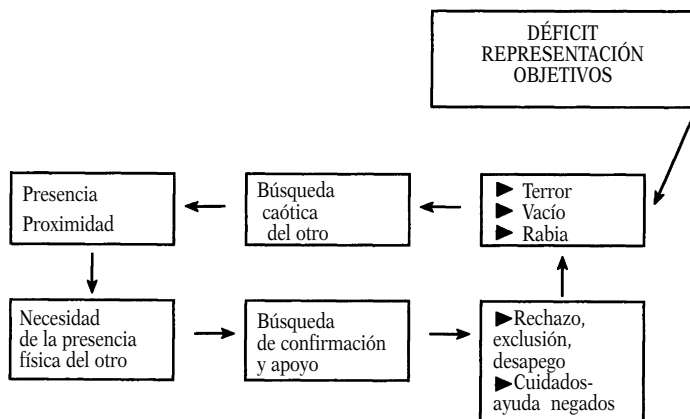 DÉFICIT
REPRESENTACIÓN
OBJETIVOS
Presencia
Proximidad
Búsqueda
caótica
del otro
▶ Terror
▶ Vacío
▶ Rabia
Necesidad
de la presencia
física del otro
Búsqueda
de confirmación
y apoyo
▶Rechazo,
exclusión,
desapego
▶Cuidados-
ayuda negados